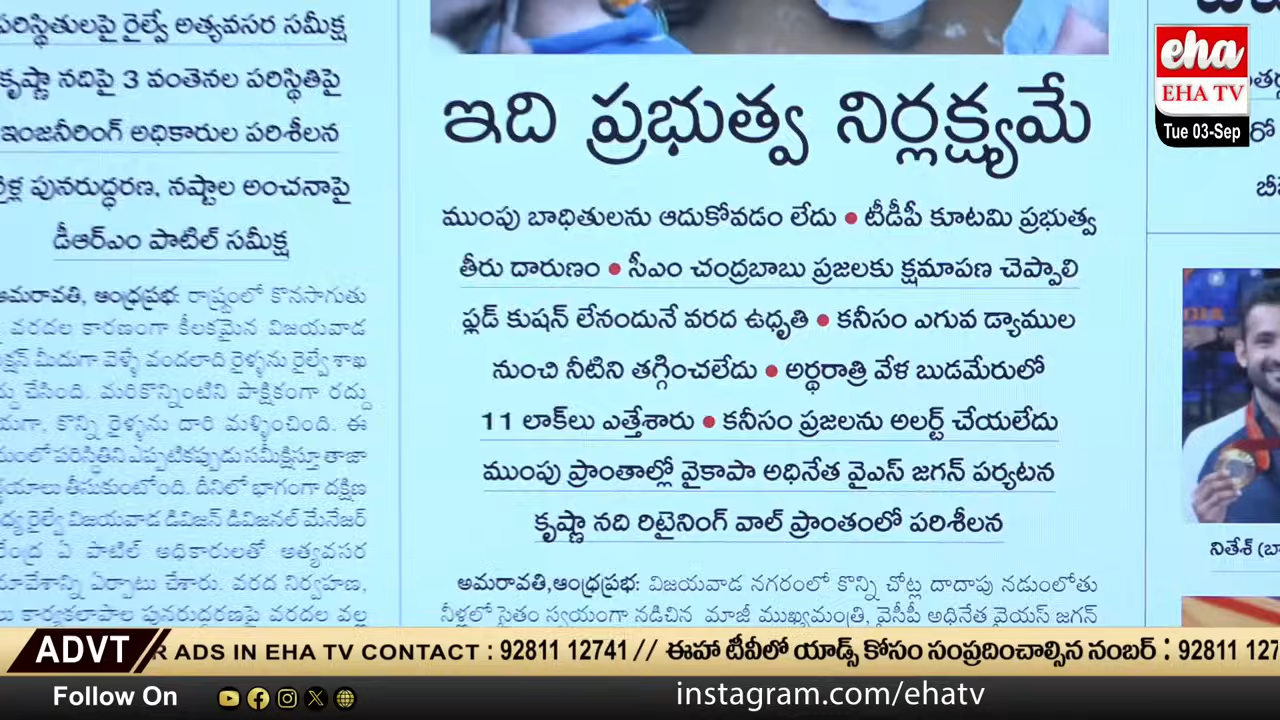 పరిస్థితులపై రైల్వే అత్యవసర సమీక్ష
కృష్ణా నదిపై 3 వంతెనల పరిస్థితిపై
ఇంజనీరింగ్ అధికారుల పరిశీలన
పునరుద్ధరణ, నష్టాల అంచనాపై
డీఆర్ఎం పాటిల్ సమీక్ష
అమరావతి, ఆంధ్రప్రభ: రాష్ట్రంలో కొనసాగుతు
వరదల కారణంగా కీలకమైన విజయవాడ
మీదుగా వెళ్ళే వందలాది రైళ్ళను రైల్వేశాఖ
చేసింది. మరికొన్నింటిని పాక్షికంగా రద్దు
కొన్ని రైళ్ళను దారి మళ్ళించింది. ఈ
పరిస్థితిని ఎప్పటికప్పుడు సమీక్షిస్తూ తాజా
తీసుకుంటోంది. దీనిలో భాగంగా దక్షిణ
రైల్వే విజయవాడ డివిజన్ డివిజనల్ మేనేజర్
ఏ పాటిల్ అధికారులతో అత్యవసర
ఏర్పాటు చేశారు. వరద నిర్వహణ,
కార్యకలాపాల పునరుద్ధరణపై వరదల వల్ల
ఇది ప్రభుత్వ నిర్లక్ష్యమే
ముంపు బాధితులను ఆదుకోవడం లేదు ● టీడీపీ కూటమి ప్రభుత్వ
తీరు దారుణం ● సీఎం చంద్రబాబు ప్రజలకు క్షమాపణ చెప్పాలి
ఫ్లడ్ కుషన్ లేనందునే వరద ఉధృతి ● కనీసం ఎగువ డ్యాముల
నుంచి నీటిని తగ్గించలేదు ● అర్థరాత్రి వేళ బుడమేరులో
11 లాక్‌లు ఎత్తేశారు ● కనీసం ప్రజలను అలర్ట్ చేయలేదు
ముంపు ప్రాంతాల్లో వైకాపా అధినేత వైఎస్ జగన్ పర్యటన
కృష్ణా నది రిటైనింగ్ వాల్ ప్రాంతంలో పరిశీలన
అమరావతి,ఆంధ్రప్రభ: విజయవాడ నగరంలో కొన్ని చోట్ల దాదాపు నడుంలోతు
నీళ్లలో సైతం స్వయంగా నడిచిన మాజీ ముఖ్యమంత్రి, వైసీపీ అధినేత వైయస్ జగన్
eha
EHA TV
Tue 03-Sep
నితేశ్
ADVT
R ADS IN EHA TV CONTACT : 92811 12741 // ఈహా టీవీలో యాడ్స్ కోసం సంప్రదించాల్సిన నంబర్ : 92811 127
Follow On
instagram.com/ehatv